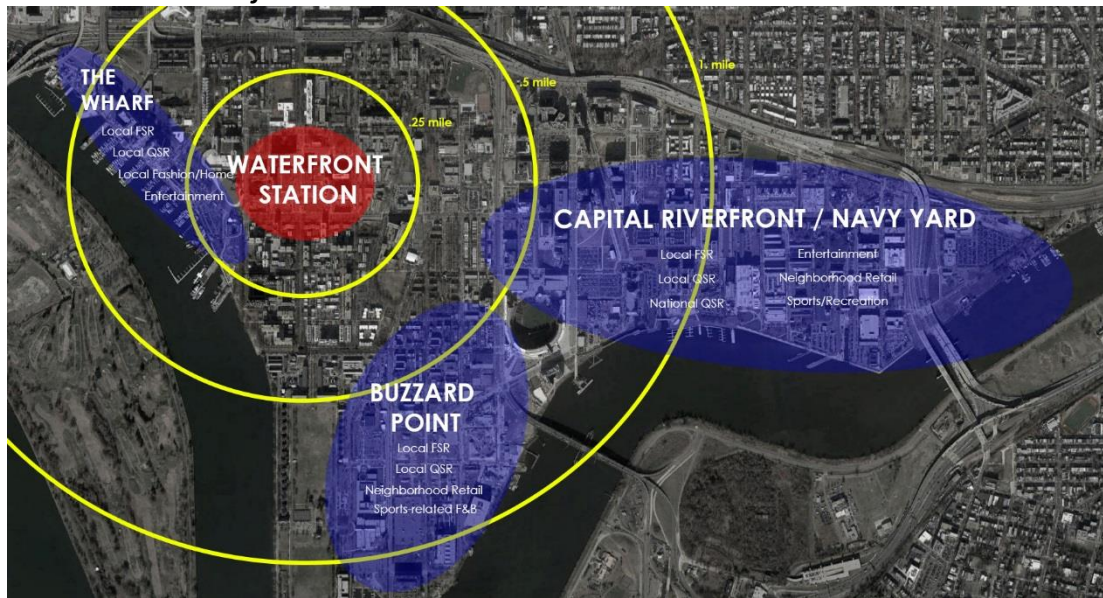 THE
WHARF
Local FSR
Local QSR
Local Fashion/Home
Entertainment
WATERFRONT
STATION
.25 mile
.5 mile
1. mile
CAPITAL RIVERFRONT / NAVY YARD
Local FSR
Local QSR
National QSR
Entertainment
Neighborhood Retail
Sports/Recreation
BUZZARD
POINT
Local FSR
Local QSR
Neighborhood Retail
Sports-related F&B